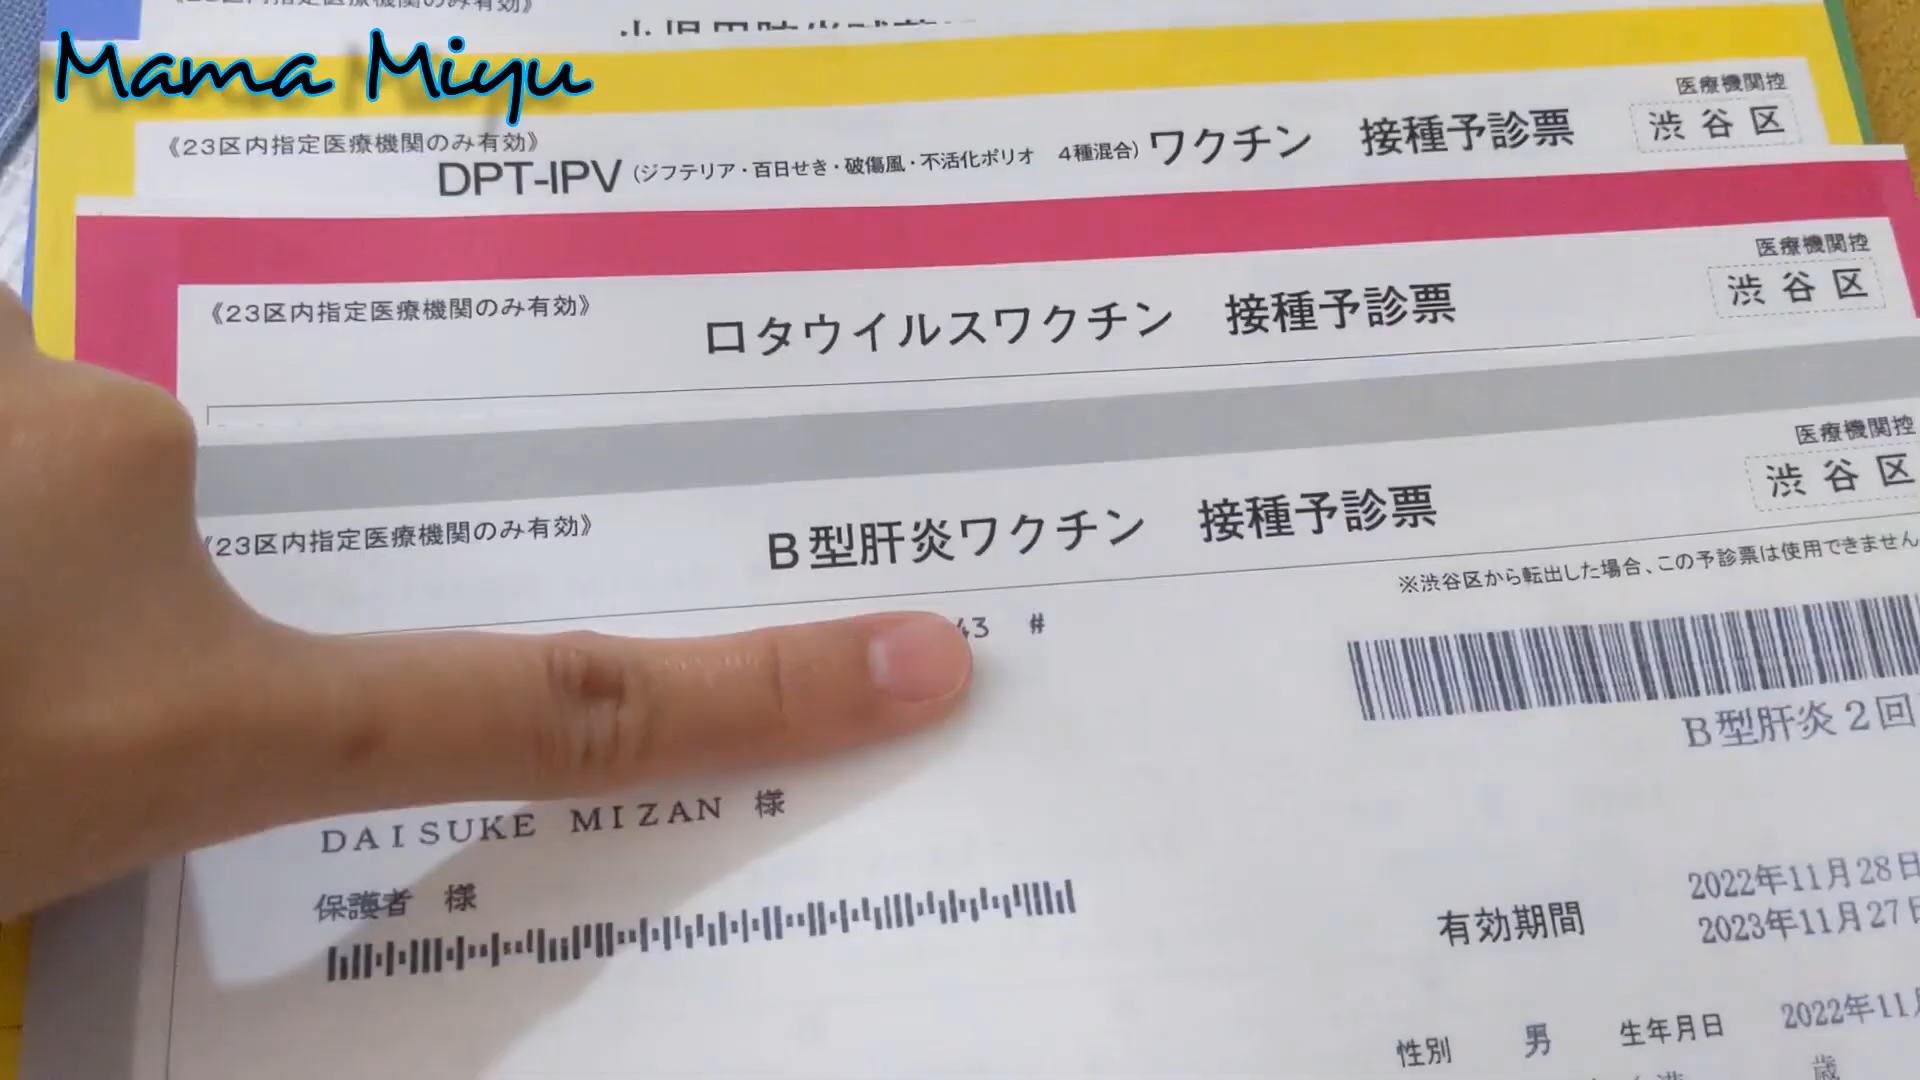 Mama Miyu
《23区内指定医療機関のみ有効》
医療機関控
渋谷区
DPT-IPV (ジフテリア・百日せき・破傷風・不活化ポリオ 4種混合) ワクチン 接種予診票
医療機関控
渋谷区
《23区内指定医療機関のみ有効》
ロタウイルスワクチン 接種予診票
医療機関控
渋谷区
《23区内指定医療機関のみ有効》
B型肝炎ワクチン 接種予診票
※渋谷区から転出した場合、この予診票は使用できません
43 #
B型肝炎2回
DAISUKE MIZAN 様
保護者 様
有効期間
2022年11月28日
2023年11月27日
性別 男 生年月日 2022年11月
歳